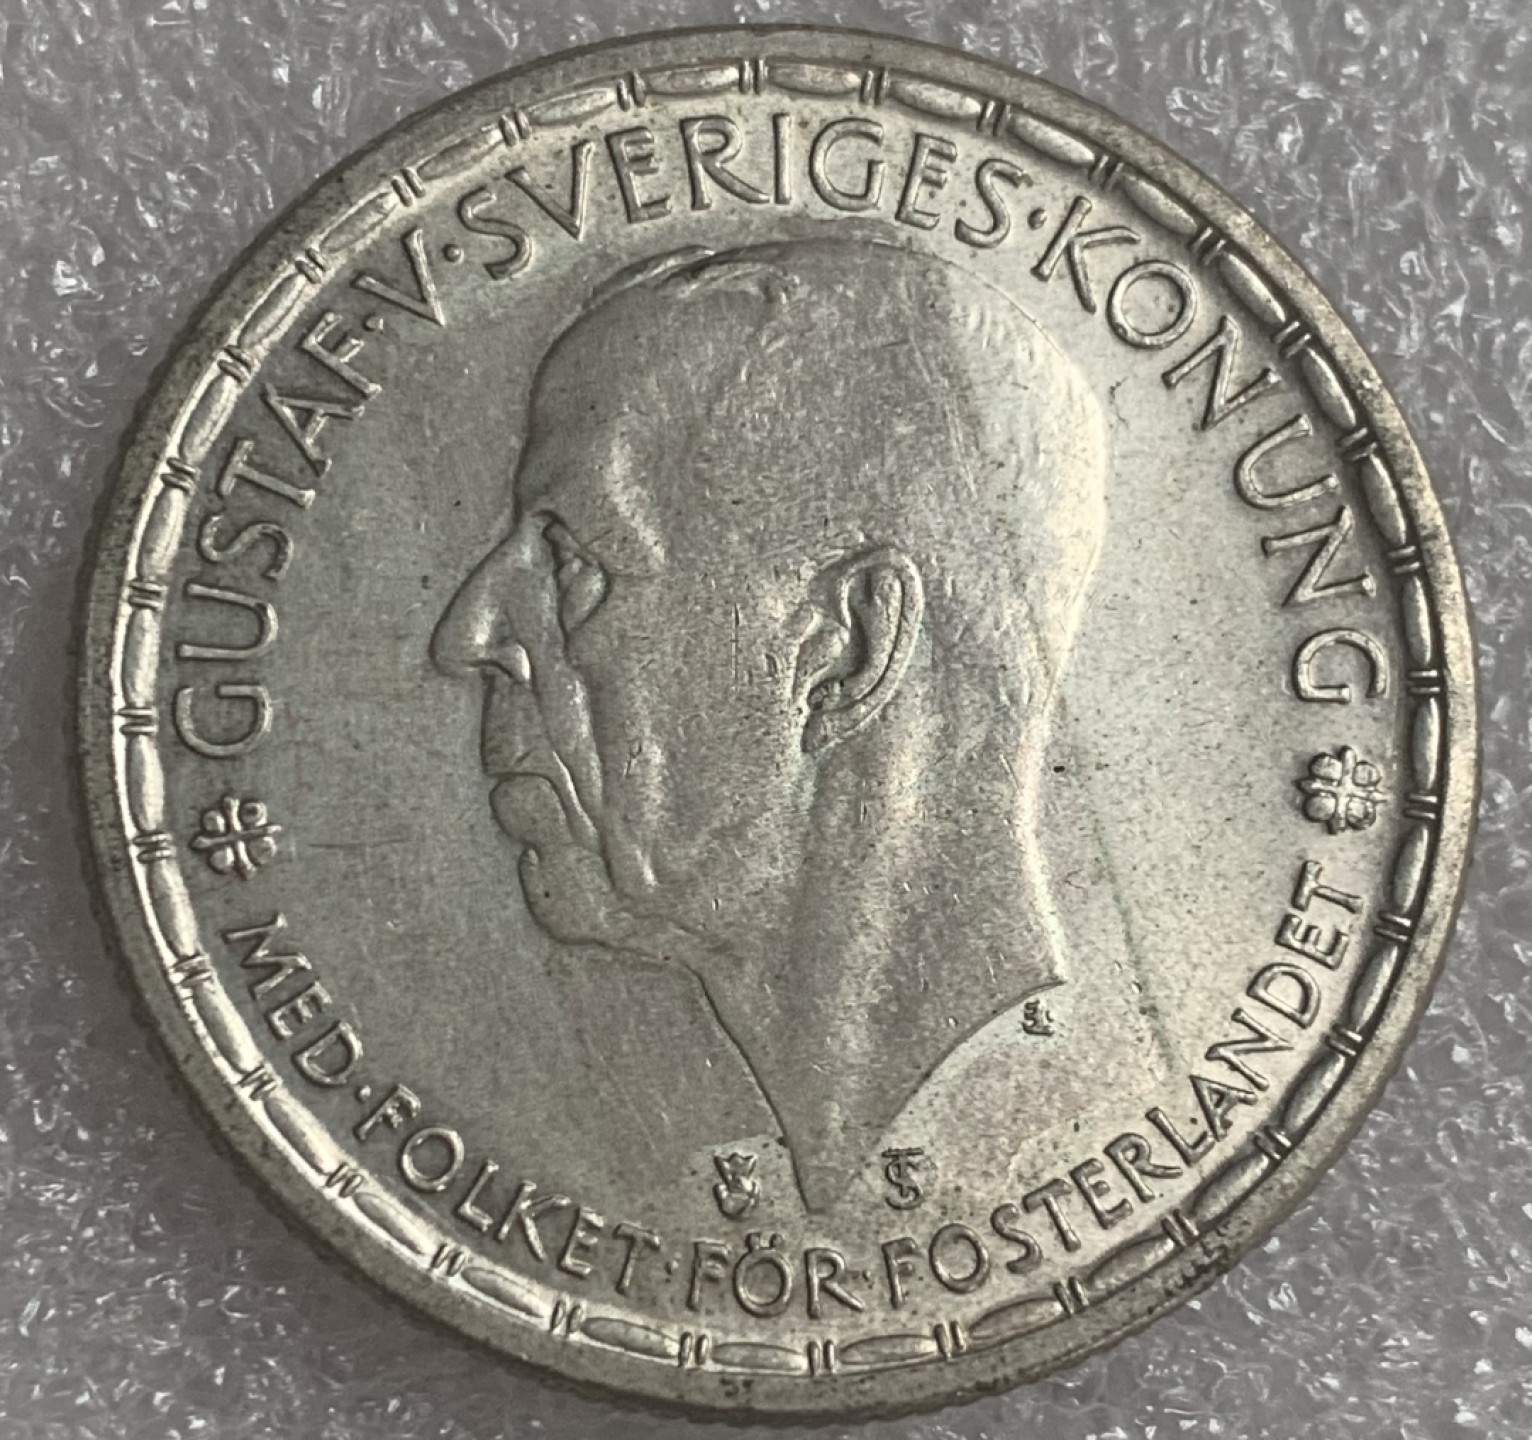 GUSTAF·V·SVERIGES·KONUNG
MED·FOLKET·FÖR·FOSTERLANDET
TS